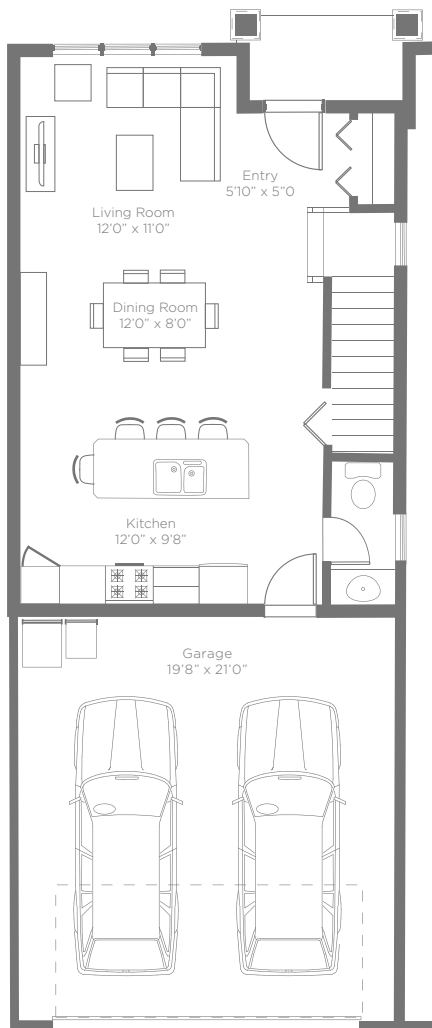 Entry
5'10" x 5'0
Living Room
12'0" x 11'0"
Dining Room
12'0" x 8'0"
Kitchen
12'0" x 9'8"
Garage
19'8" x 21'0"